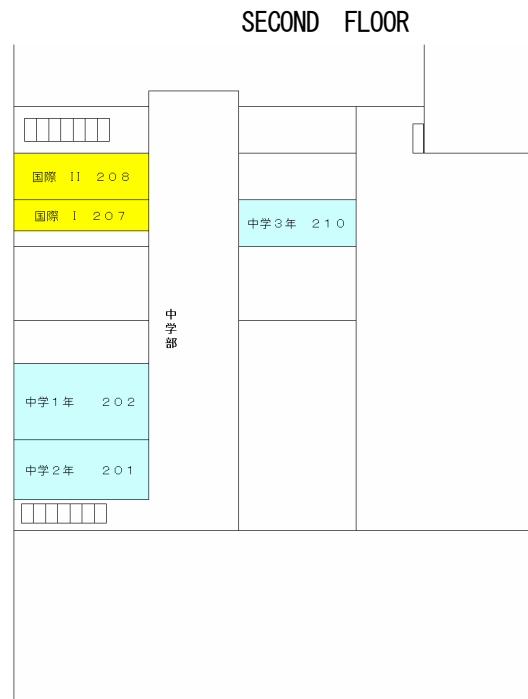 SECOND FLOOR
国際 II ２０８
国際 I ２０７
中学３年 ２１０
中学部
中学１年 ２０２
中学２年 ２０１